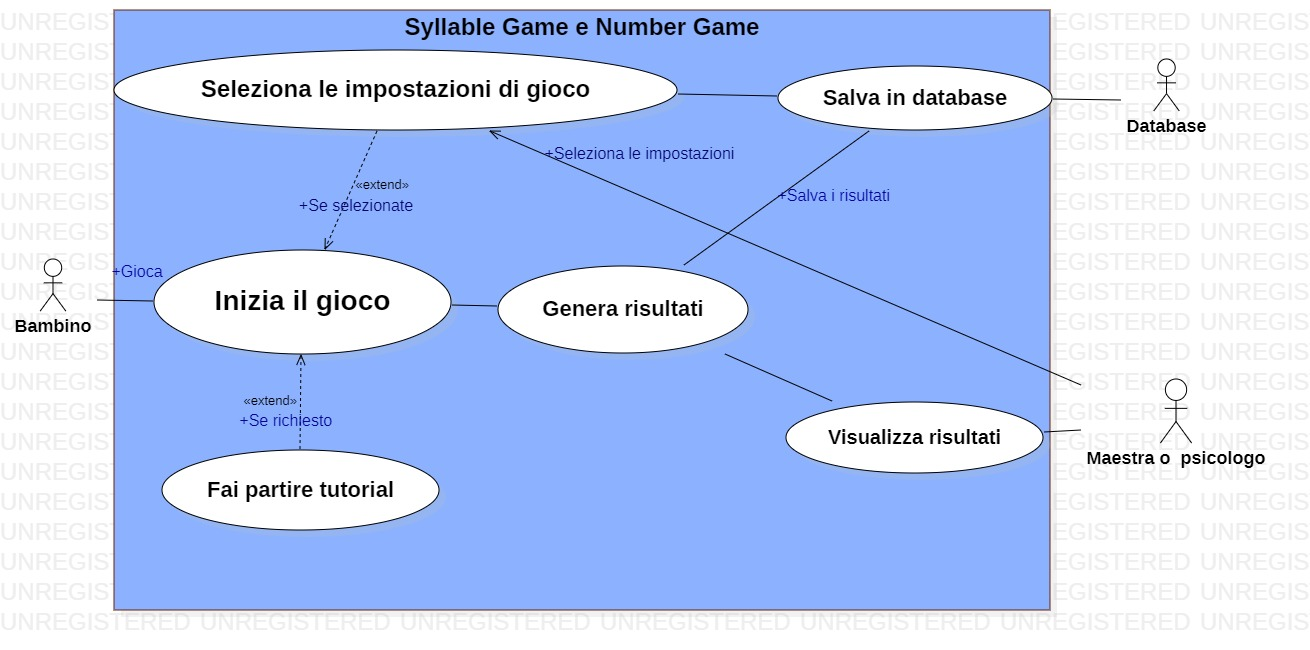 Syllable Game e Number Game
Seleziona le impostazioni di gioco
Salva in database
Database
+Seleziona le impostazioni
«extend»
+Se selezionate
+Salva i risultati
+Gioca
Bambino
Inizia il gioco
Genera risultati
«extend»
+Se richiesto
Visualizza risultati
Maestra o psicologo
Fai partire tutorial
UNREGISTERED UNREGISTERED UNREGISTERED UNREGISTERED UNREGISTERED UNREGISTERED UNREGIS